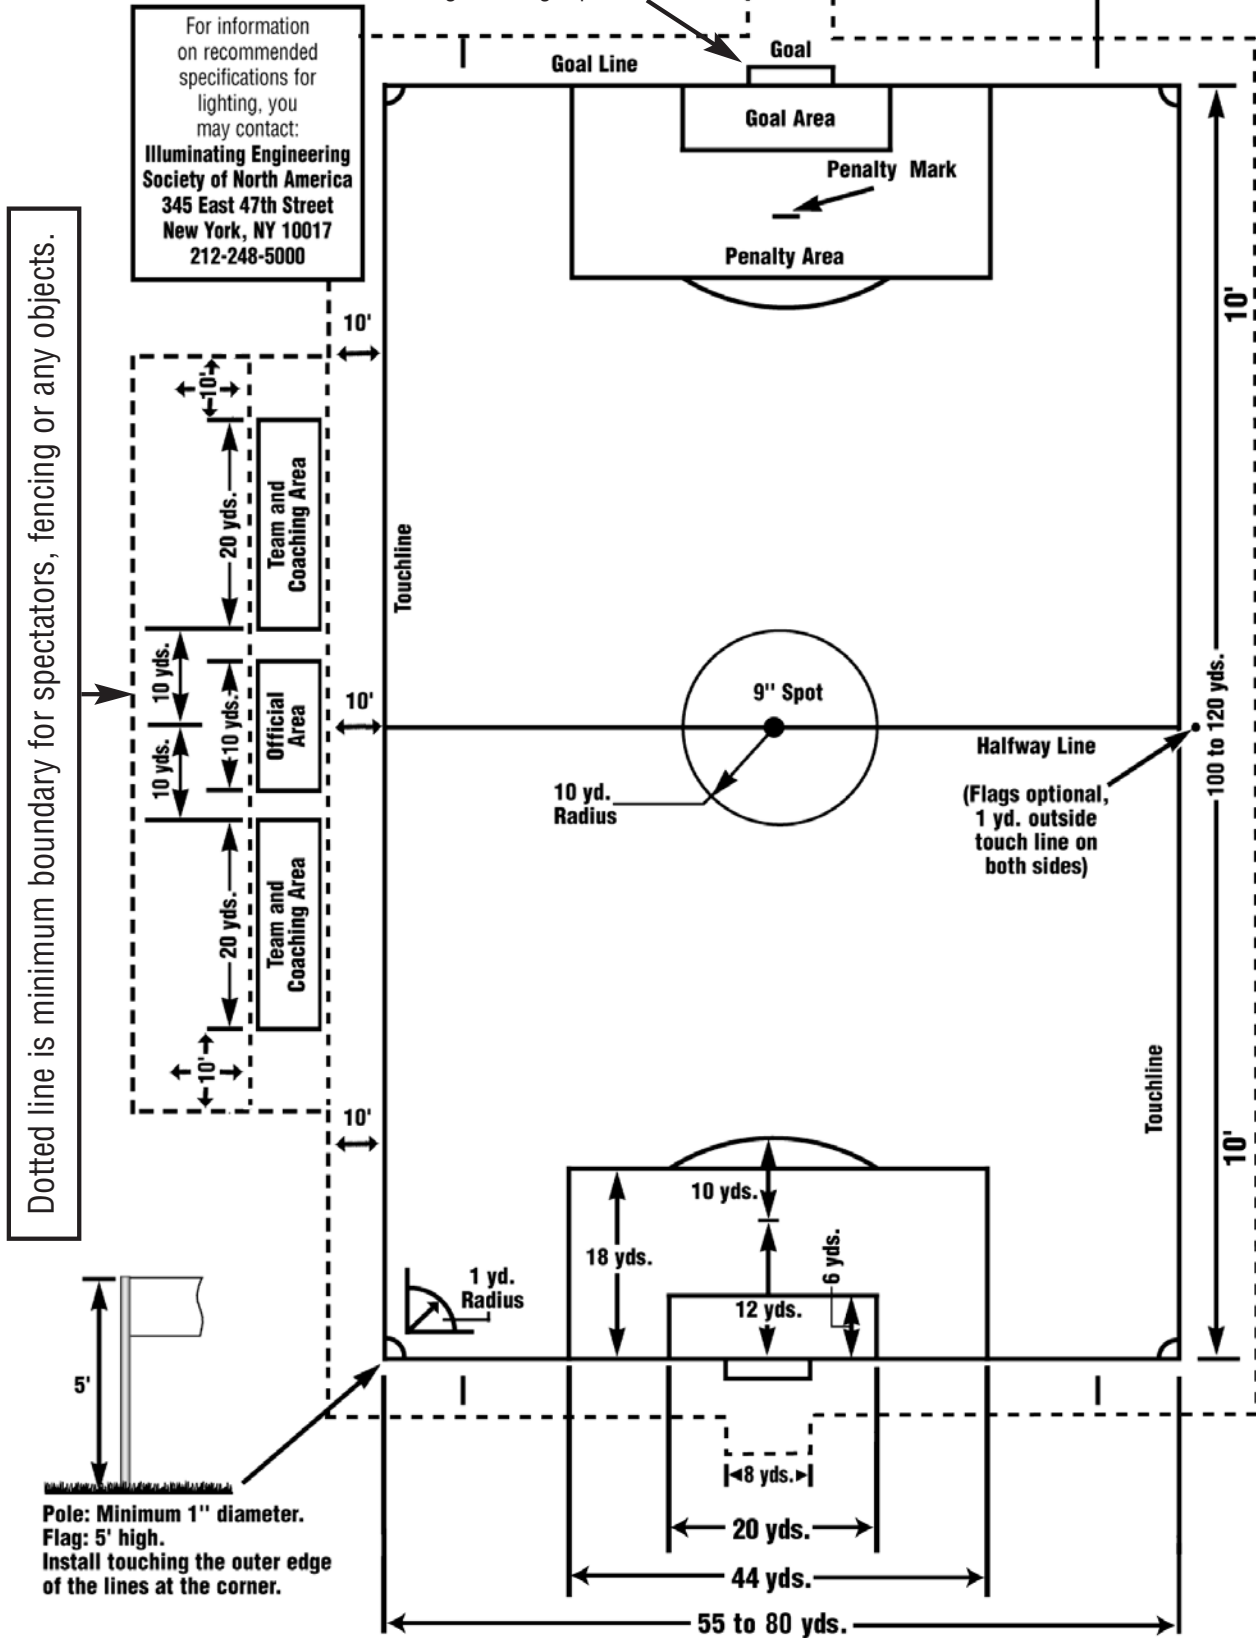 For information
on recommended
specifications for
lighting, you
may contact:
Illuminating Engineering
Society of North America
345 East 47th Street
New York, NY 10017
212-248-5000
Goal Line
Goal
Goal Area
Penalty Mark
Penalty Area
Dotted line is minimum boundary for spectators, fencing or any objects.
10'
10'
10'
20 yds.
Team and
Coaching Area
Touchline
10 yds.
10 yds.
10 yds.
Official
Area
10'
9" Spot
10 yd.
Radius
Halfway Line
(Flags optional,
1 yd. outside
touch line on
both sides)
100 to 120 yds.
20 yds.
Team and
Coaching Area
10'
10'
Touchline
10'
10 yds.
18 yds.
6 yds.
12 yds.
1 yd.
Radius
5'
8 yds.
Pole: Minimum 1" diameter.
Flag: 5' high.
Install touching the outer edge
of the lines at the corner.
20 yds.
44 yds.
55 to 80 yds.